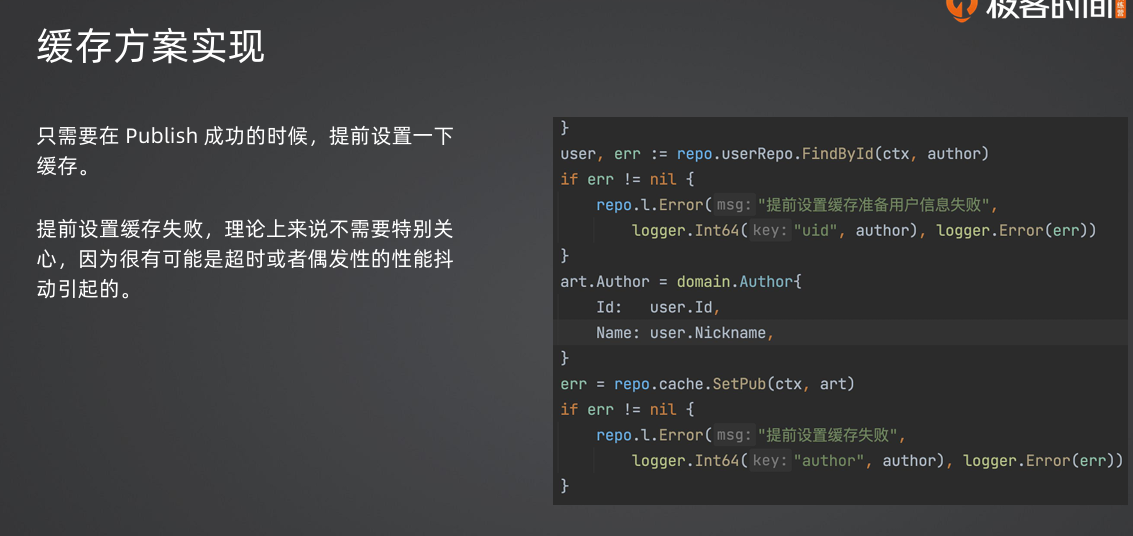 极客时间
练
营
缓存方案实现
只需要在 Publish 成功的时候，提前设置一下
缓存。
提前设置缓存失败，理论上来说不需要特别关
心，因为很有可能是超时或者偶发性的性能抖
动引起的。
}
user, err := repo.userRepo.FindById(ctx, author)
if err != nil {
repo.l.Error( msg: "提前设置缓存准备用户信息失败",
logger.Int64( key: "uid", author), logger.Error(err))
}
art.Author = domain.Author{
Id: user.Id,
Name: user.Nickname,
}
err = repo.cache.SetPub(ctx, art)
if err != nil {
repo.l.Error( msg: "提前设置缓存失败",
logger.Int64( key: "author", author), logger.Error(err))
}